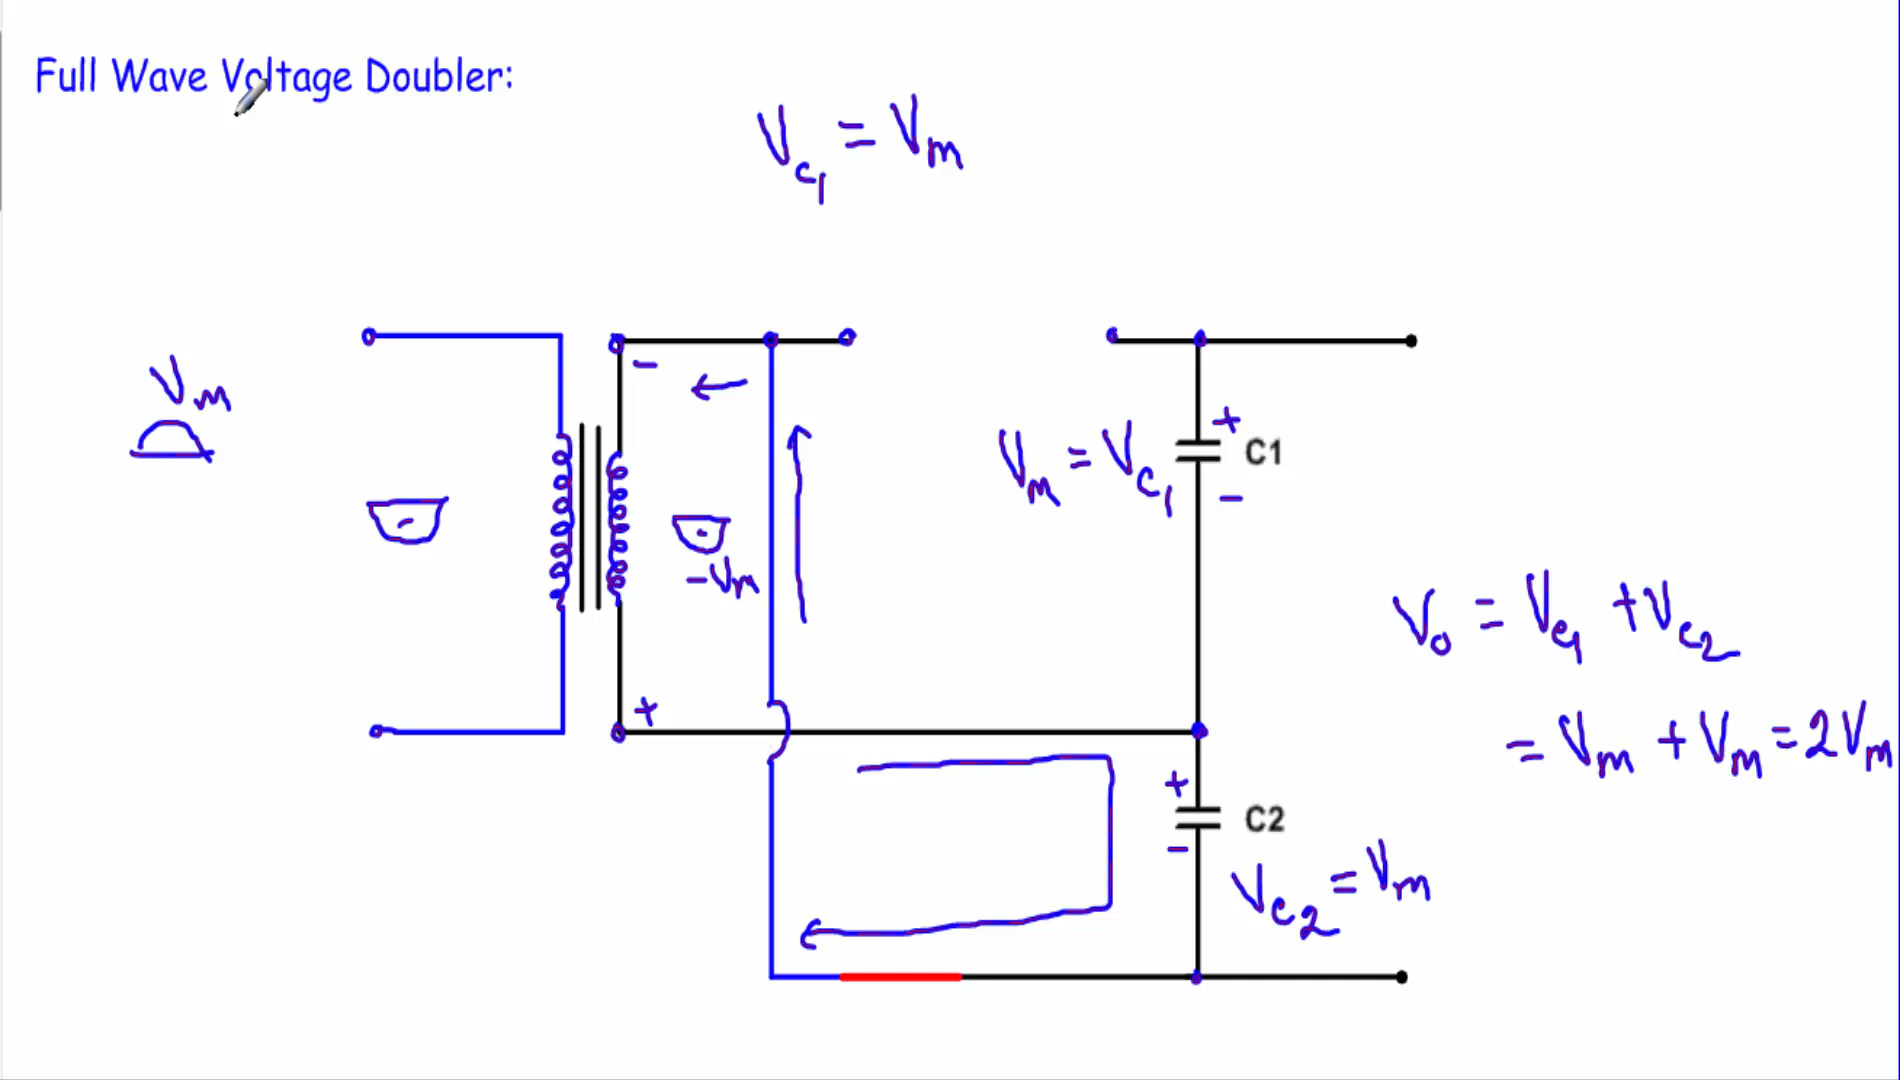 Full Wave Voltage Doubler:
Vc1 = Vm
Vm
-
+
Vm = Vc1
C1
-
-Vm
Vo = Vc1 + Vc2
+
= Vm + Vm = 2Vm
+
C2
-
Vc2 = Vm